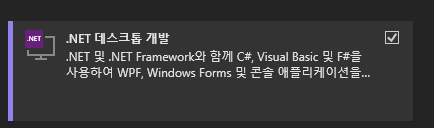 .NET
.NET 데스크톱 개발
.NET 및 .NET Framework와 함께 C#, Visual Basic 및 F#을
사용하여 WPF, Windows Forms 및 콘솔 애플리케이션을...